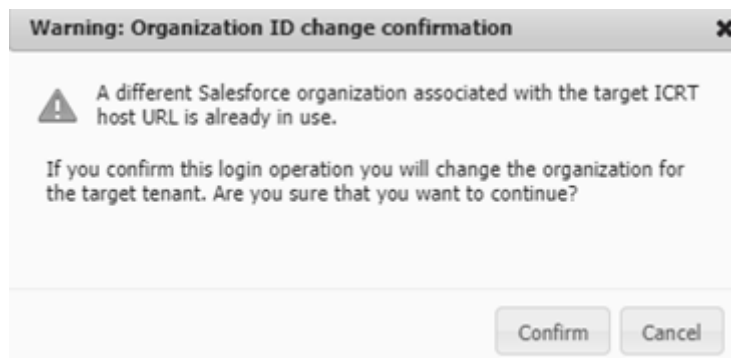 Warning: Organization ID change confirmation
A different Salesforce organization associated with the target ICRT
host URL is already in use.
If you confirm this login operation you will change the organization for
the target tenant. Are you sure that you want to continue?
Confirm Cancel